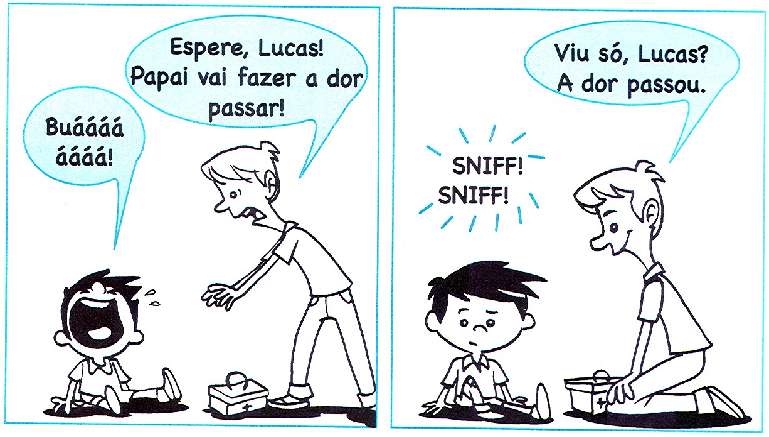 Buáááá
áááá!
Espere, Lucas!
Papai vai fazer a dor
passar!
Viu só, Lucas?
A dor passou.
SNIFF!
SNIFF!